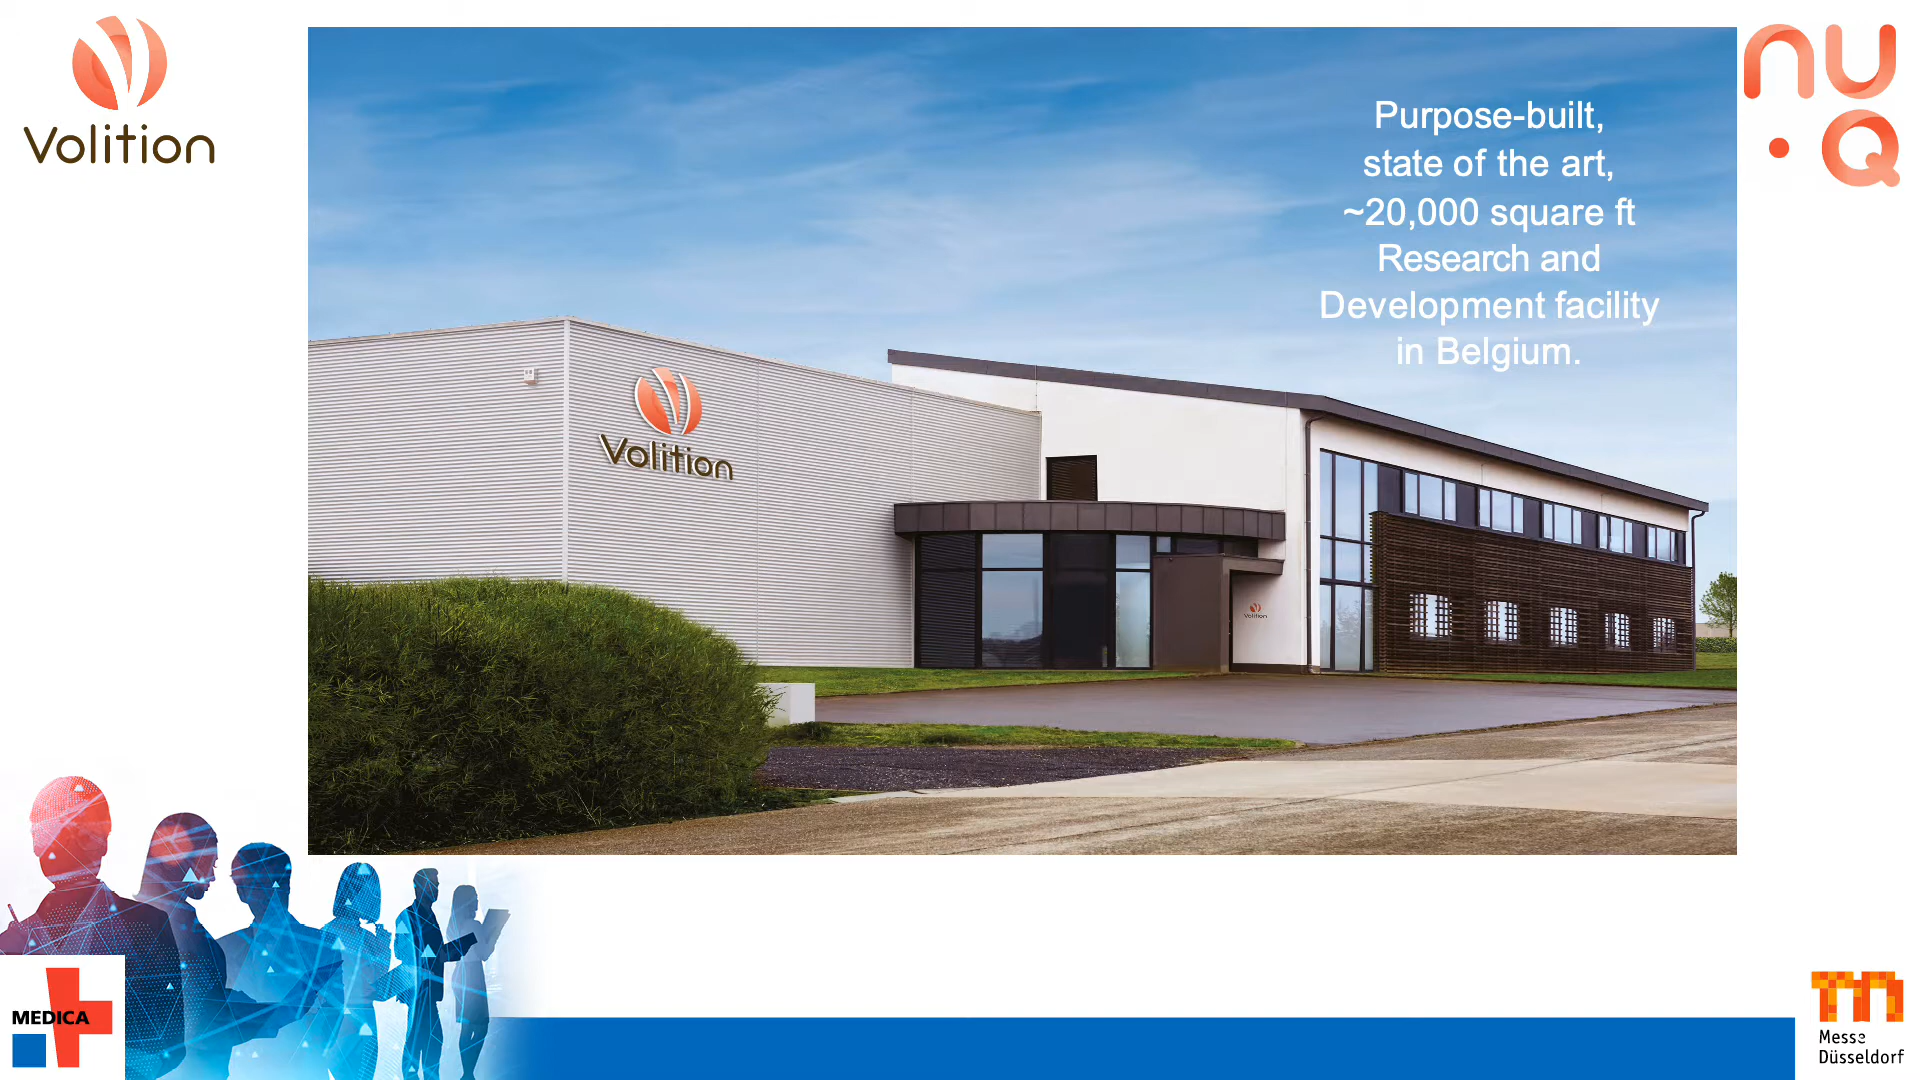 Volition
nu
.Q
Purpose-built,
state of the art,
~20,000 square ft
Research and
Development facility
in Belgium.
Volition
Volition
MEDICA
Messe
Düsseldorf